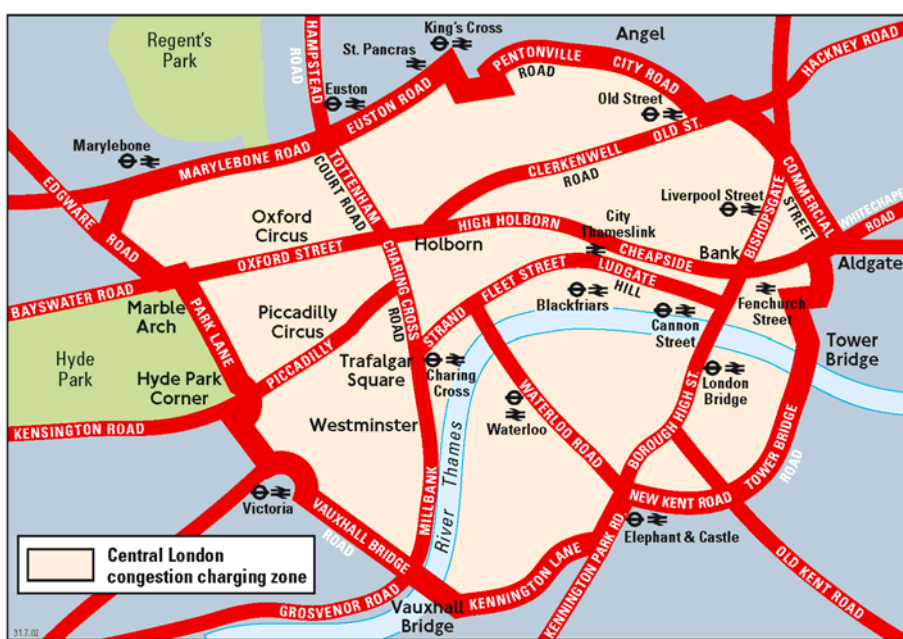 Regent's
Park
HAMPSTEAD
ROAD
King's Cross
St. Pancras
Angel
HACKNEY ROAD
PENTONVILLE
ROAD
CITY ROAD
Euston
EUSTON ROAD
Old Street
OLD ST.
Marylebone
MARYLEBONE ROAD
TOTTENHAM
COURT ROAD
CLERKENWELL
ROAD
COMMERCIAL
STREET
EDGWARE
ROAD
Liverpool Street
BISHOPSGATE
WHITECHAPEL
ROAD
Oxford
Circus
OXFORD STREET
HIGH HOLBORN
Holborn
City
Thameslink
CHEAPSIDE
Bank
Aldgate
BAYSWATER ROAD
CHARING CROSS
ROAD
FLEET STREET
LUDGATE
HILL
Marble
Arch
PARK LANE
Piccadilly
Circus
STRAND
Blackfriars
Cannon
Street
Fenchurch
Street
Hyde
Park
Hyde Park
Corner
PICCADILLY
Trafalgar
Square
Charing
Cross
Tower
Bridge
London
Bridge
KENSINGTON ROAD
Westminster
Waterloo
WATERLOO ROAD
BOROUGH HIGH ST.
TOWER BRIDGE
ROAD
MILLBANK
River Thames
Victoria
VAUXHALL BRIDGE
ROAD
NEW KENT ROAD
Elephant & Castle
OLD KENT ROAD
KENNINGTON PARK RD.
KENNINGTON LANE
Central London
congestion charging zone
GROSVENOR ROAD
Vauxhall
Bridge
31.7.02